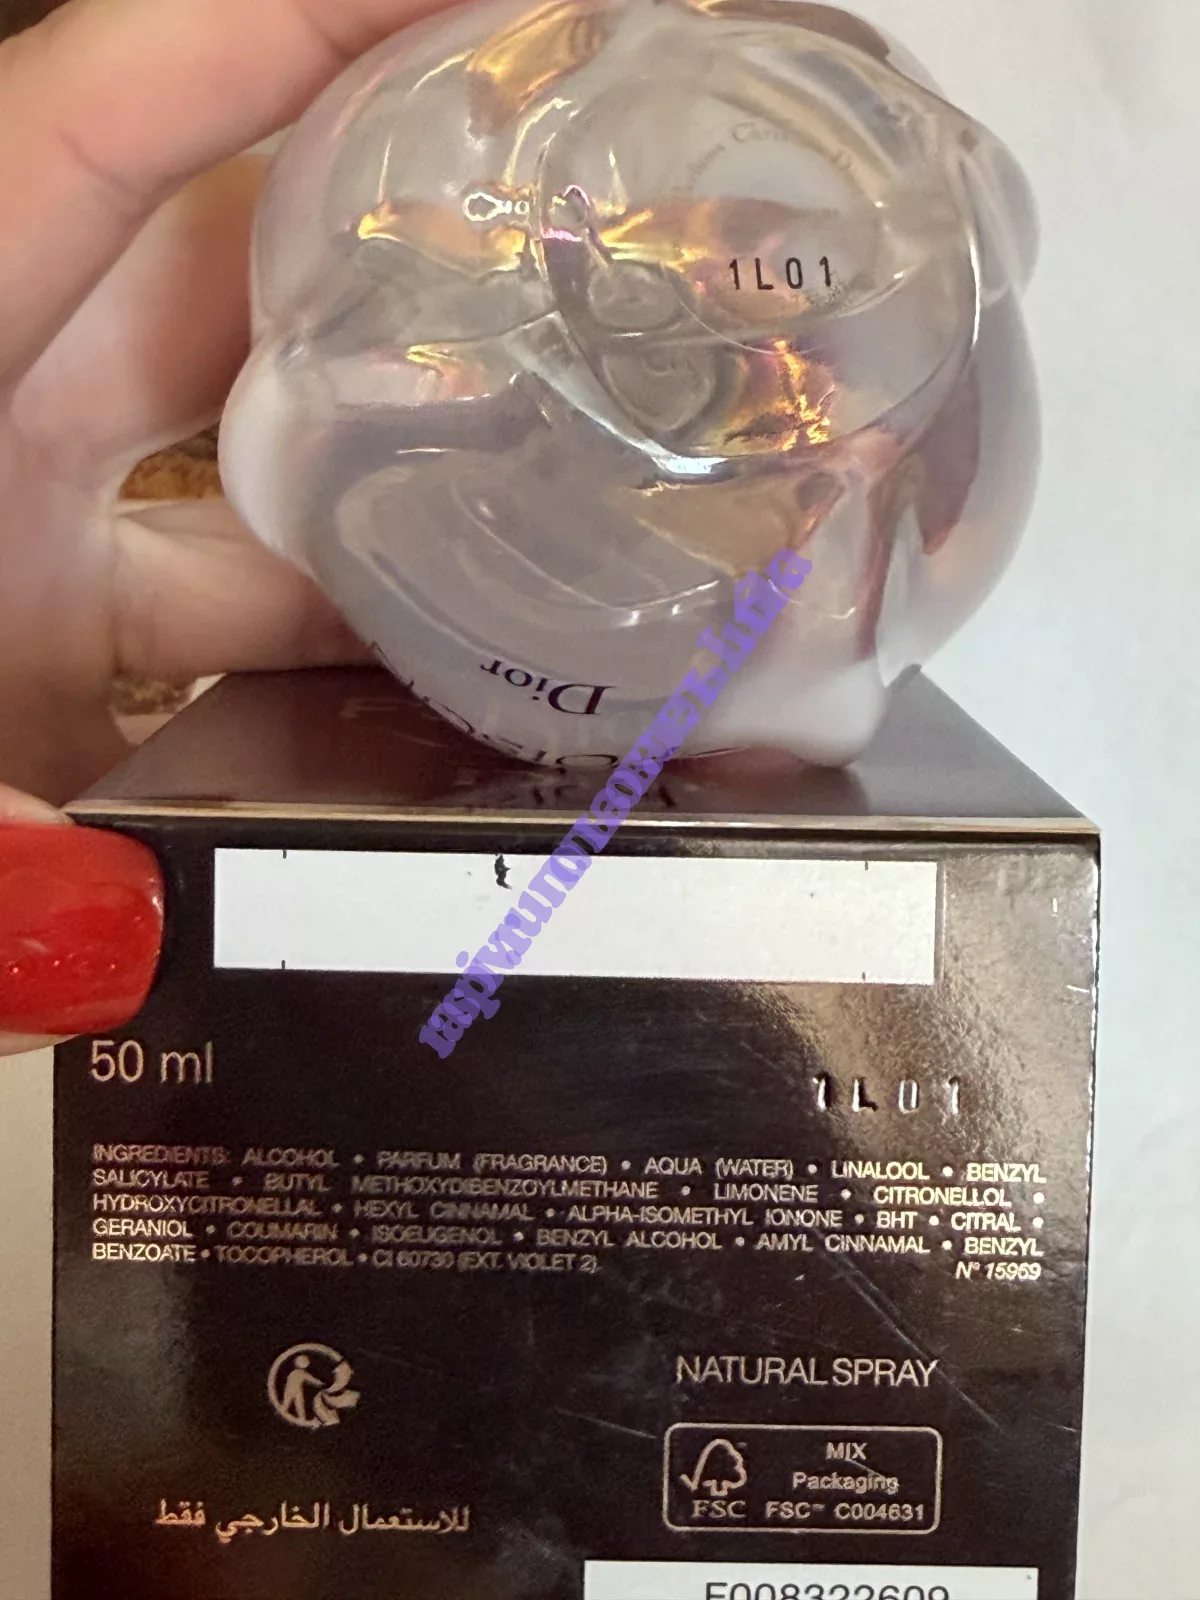 Dior
1L01
Dior
50 ml
1L01
INGREDIENTS: ALCOHOL • PARFUM (FRAGRANCE) • AQUA (WATER) • LINALOOL • BENZYL
SALICYLATE • BUTYL METHOXYDIBENZOYLMETHANE • LIMONENE • CITRONELLOL •
HYDROXYCITRONELLAL • HEXYL CINNAMAL • ALPHA-ISOMETHYL IONONE • BHT • CITRAL •
GERANIOL • COUMARIN • ISOEUGENOL • BENZYL ALCOHOL • AMYL CINNAMAL • BENZYL
BENZOATE • TOCOPHEROL • CI 60730 (EXT. VIOLET 2).
N° 15969
NATURAL SPRAY
MIX
Packaging
FSC FSC™ C004631
للاستعمال الخارجي فقط
F008322609